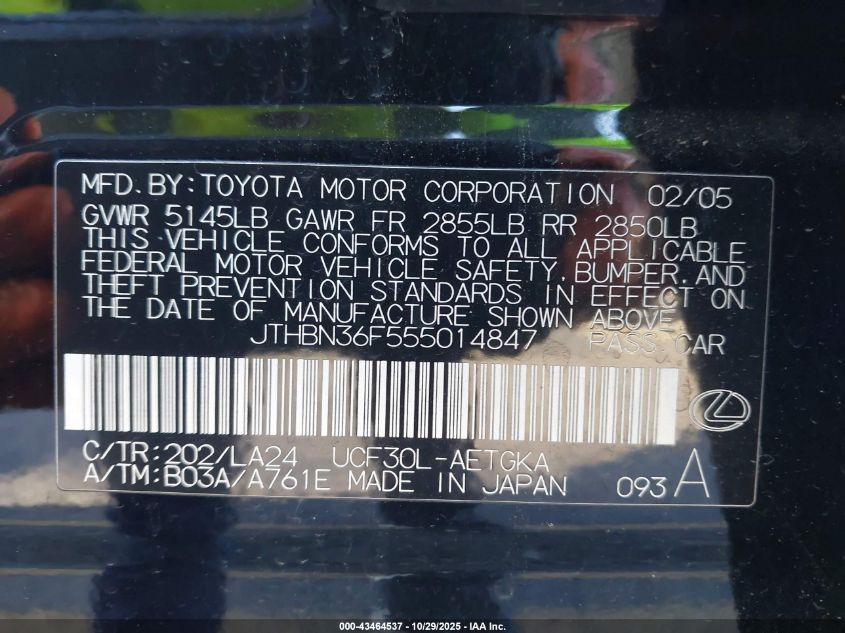 MFD. BY: TOYOTA MOTOR CORPORATION 02/05
GVWR 5145LB GAWR FR 2855LB RR 2850LB
THIS VEHICLE CONFORMS TO ALL APPLICABLE
FEDERAL MOTOR VEHICLE SAFETY, BUMPER, AND
THEFT PREVENTION STANDARDS IN EFFECT ON
THE DATE OF MANUFACTURE SHOWN ABOVE.
JTHBN36F555014847 PASS CAR
C/TR: 202/LA24 UCF30L-AETGKA
A/TM: B03A/A761E MADE IN JAPAN 093 A
000-43464537 - 10/29/2025 - IAA Inc.